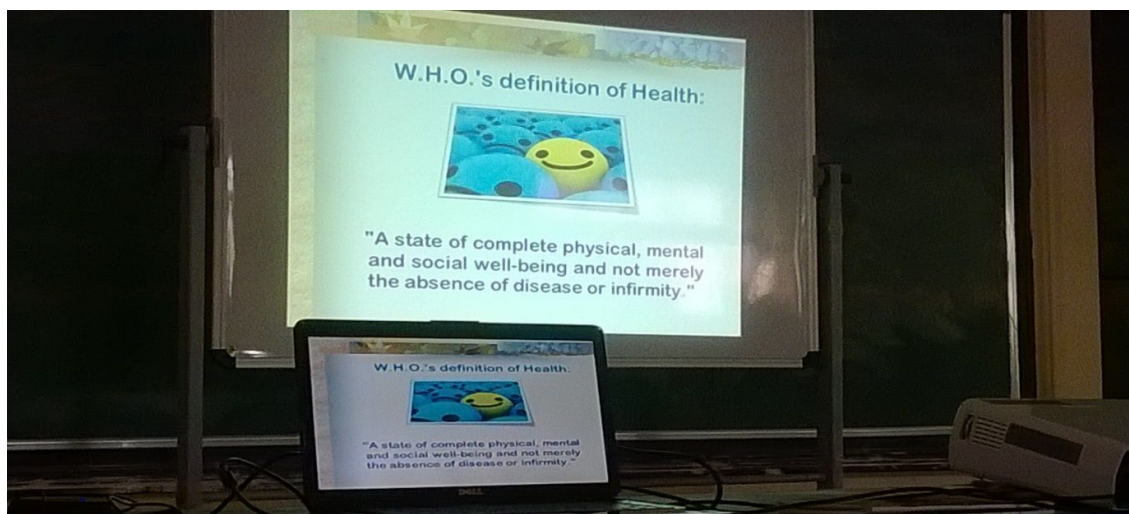 W.H.O.'s definition of Health:
"A state of complete physical, mental
and social well-being and not merely
the absence of disease or infirmity."
W.H.O.'s definition of Health:
"A state of complete physical, mental
and social well-being and not merely
the absence of disease or infirmity."
DELL